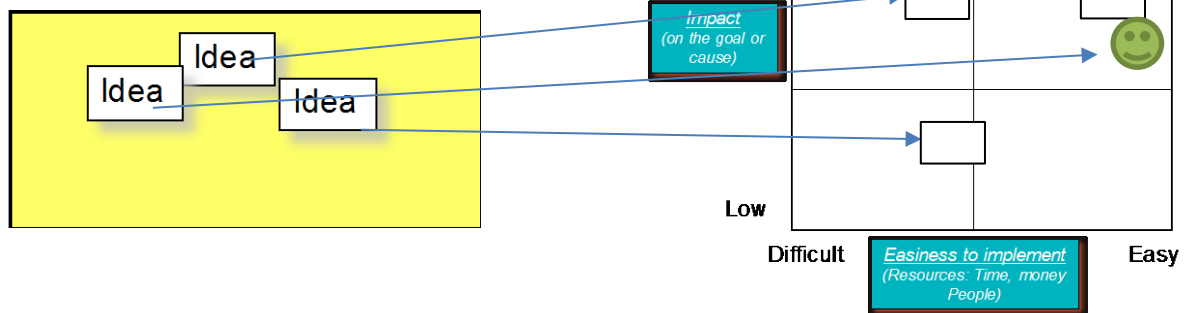 Idea
Idea
Idea
Impact
(on the goal or
cause)
Low
Difficult
Easiness to implement
(Resources: Time, money
People)
Easy